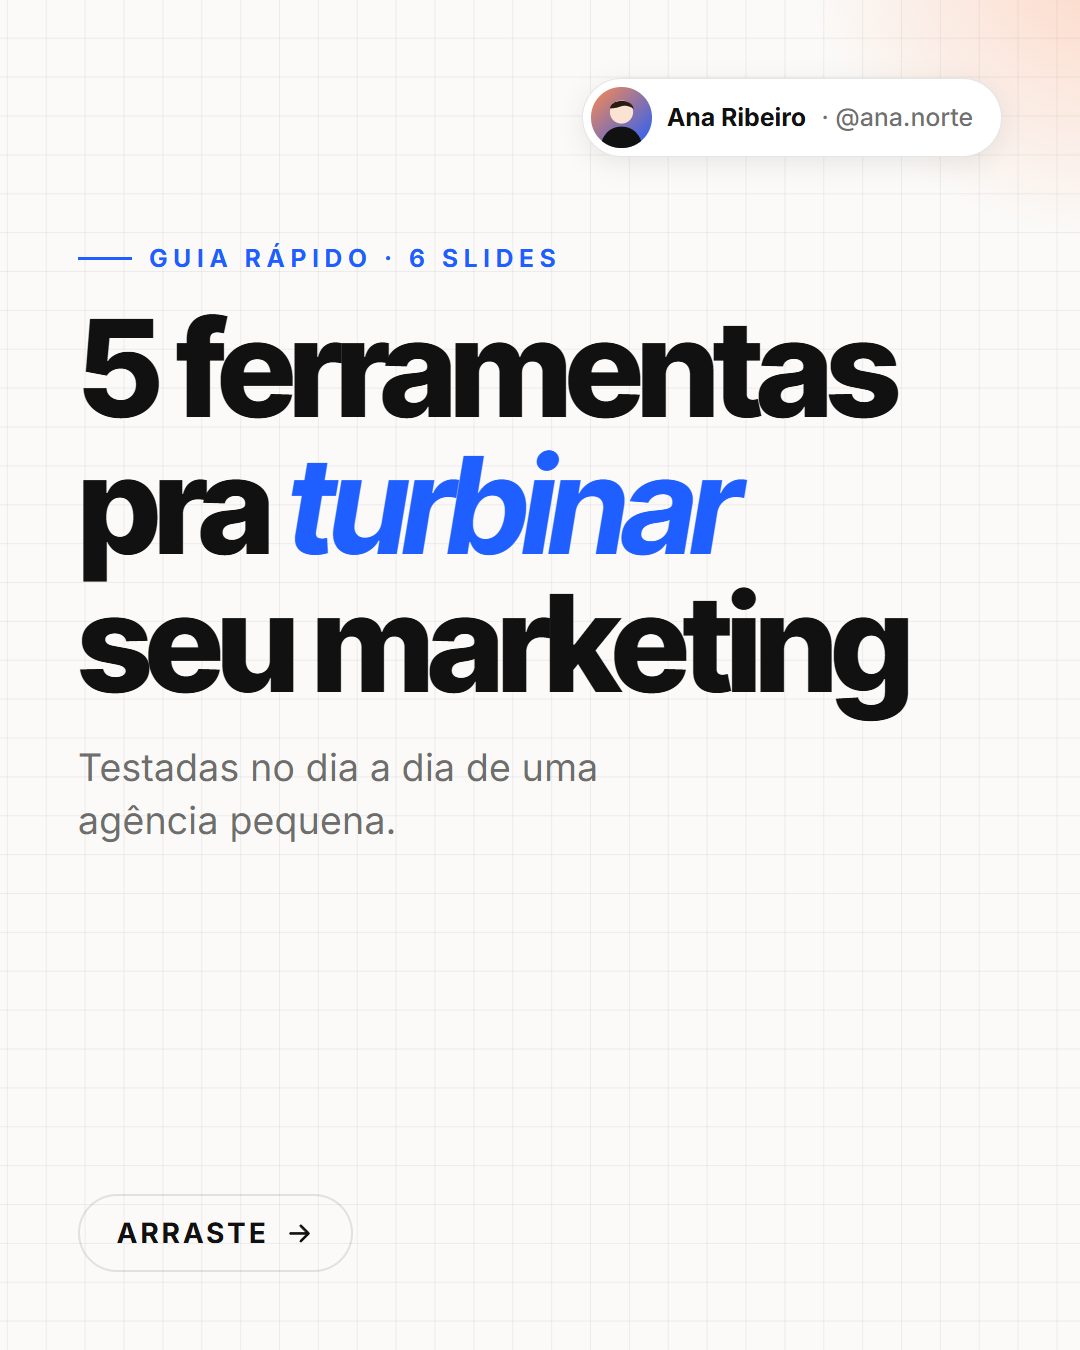 Ana Ribeiro · @ana.norte
GUIA RÁPIDO · 6 SLIDES
5 ferramentas
pra turbinar
seu marketing
Testadas no dia a dia de uma
agência pequena.
ARRASTE →